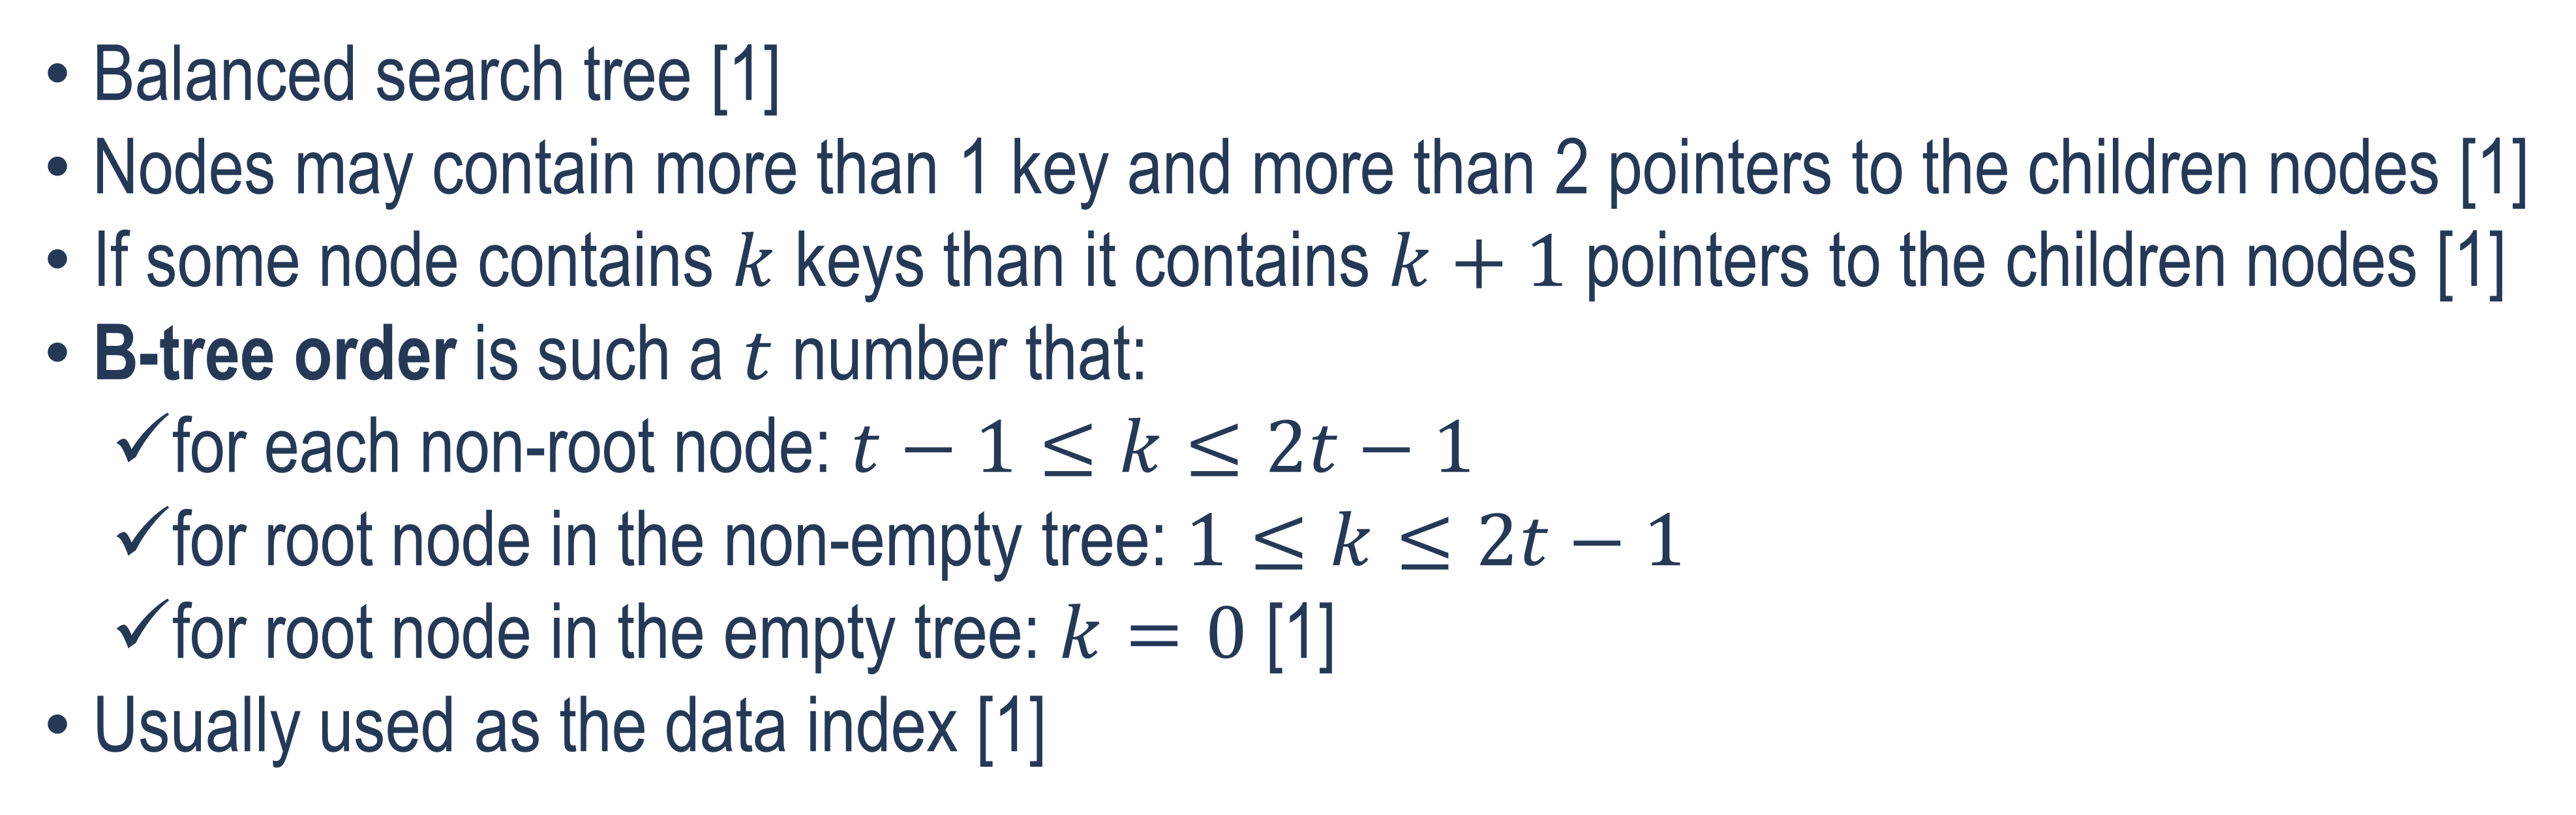 • Balanced search tree [1]
• Nodes may contain more than 1 key and more than 2 pointers to the children nodes [1]
• If some node contains k keys than it contains k + 1 pointers to the children nodes [1]
• B-tree order is such a t number that:
✓for each non-root node: t − 1 ≤ k ≤ 2t − 1
✓for root node in the non-empty tree: 1 ≤ k ≤ 2t − 1
✓for root node in the empty tree: k = 0 [1]
• Usually used as the data index [1]